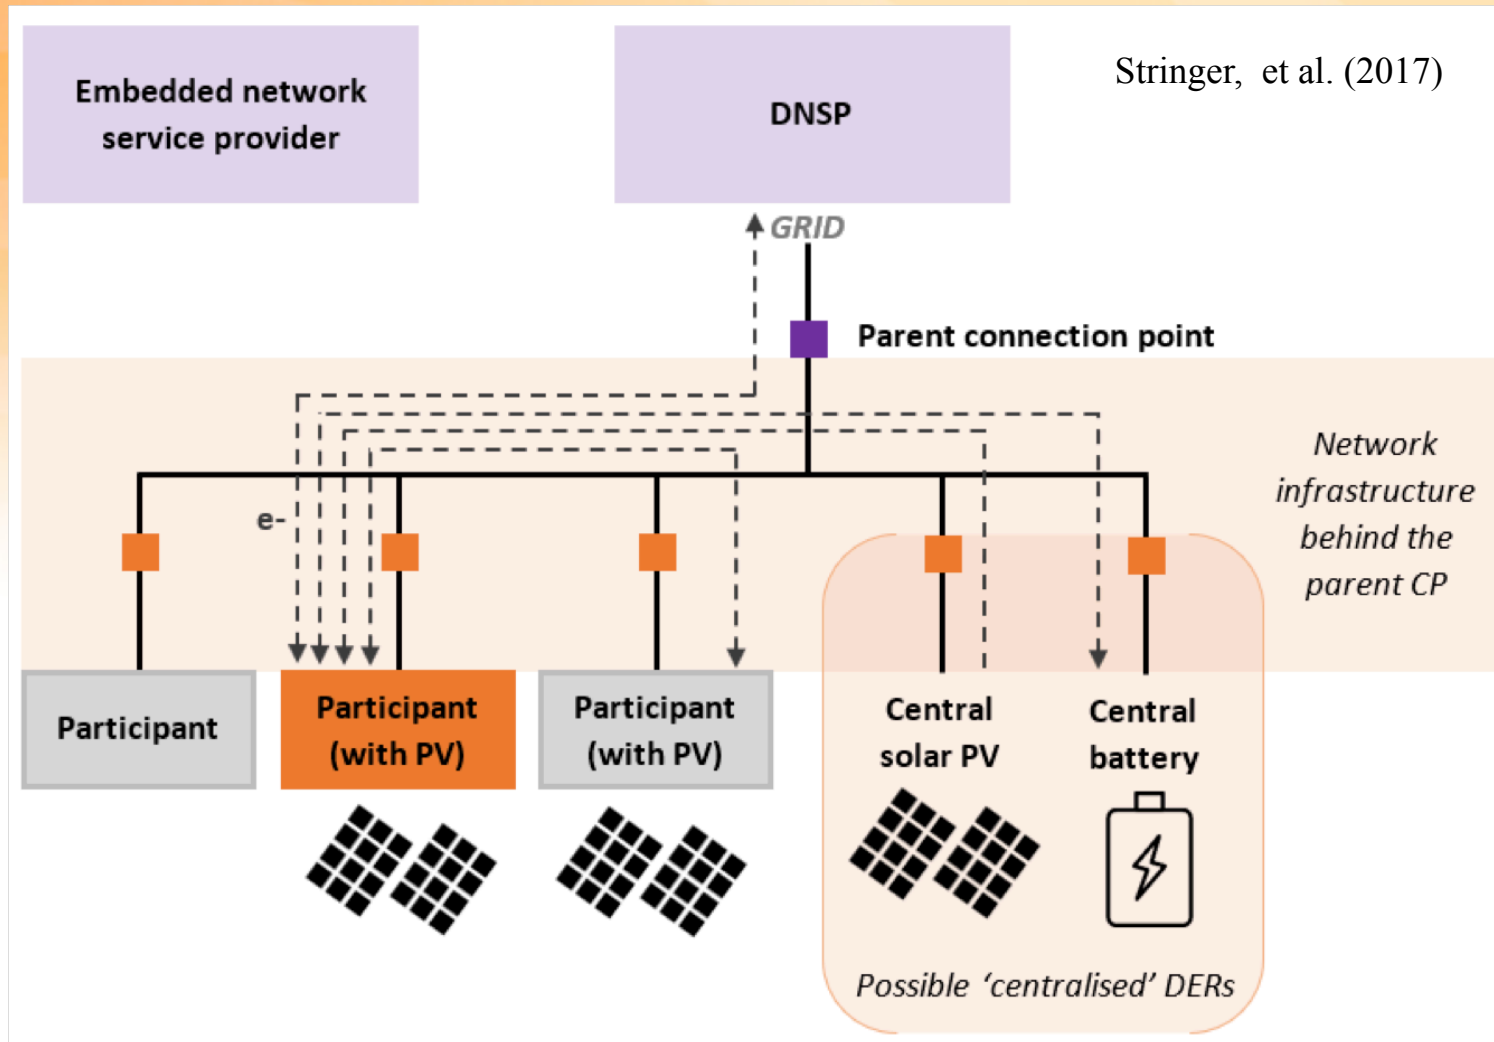 Embedded network
service provider
DNSP
Stringer,  et al. (2017)
GRID
Parent connection point
Network
infrastructure
behind the
parent CP
e-
Participant
Participant
(with PV)
Participant
(with PV)
Central
solar PV
Central
battery
Possible ‘centralised’ DERs